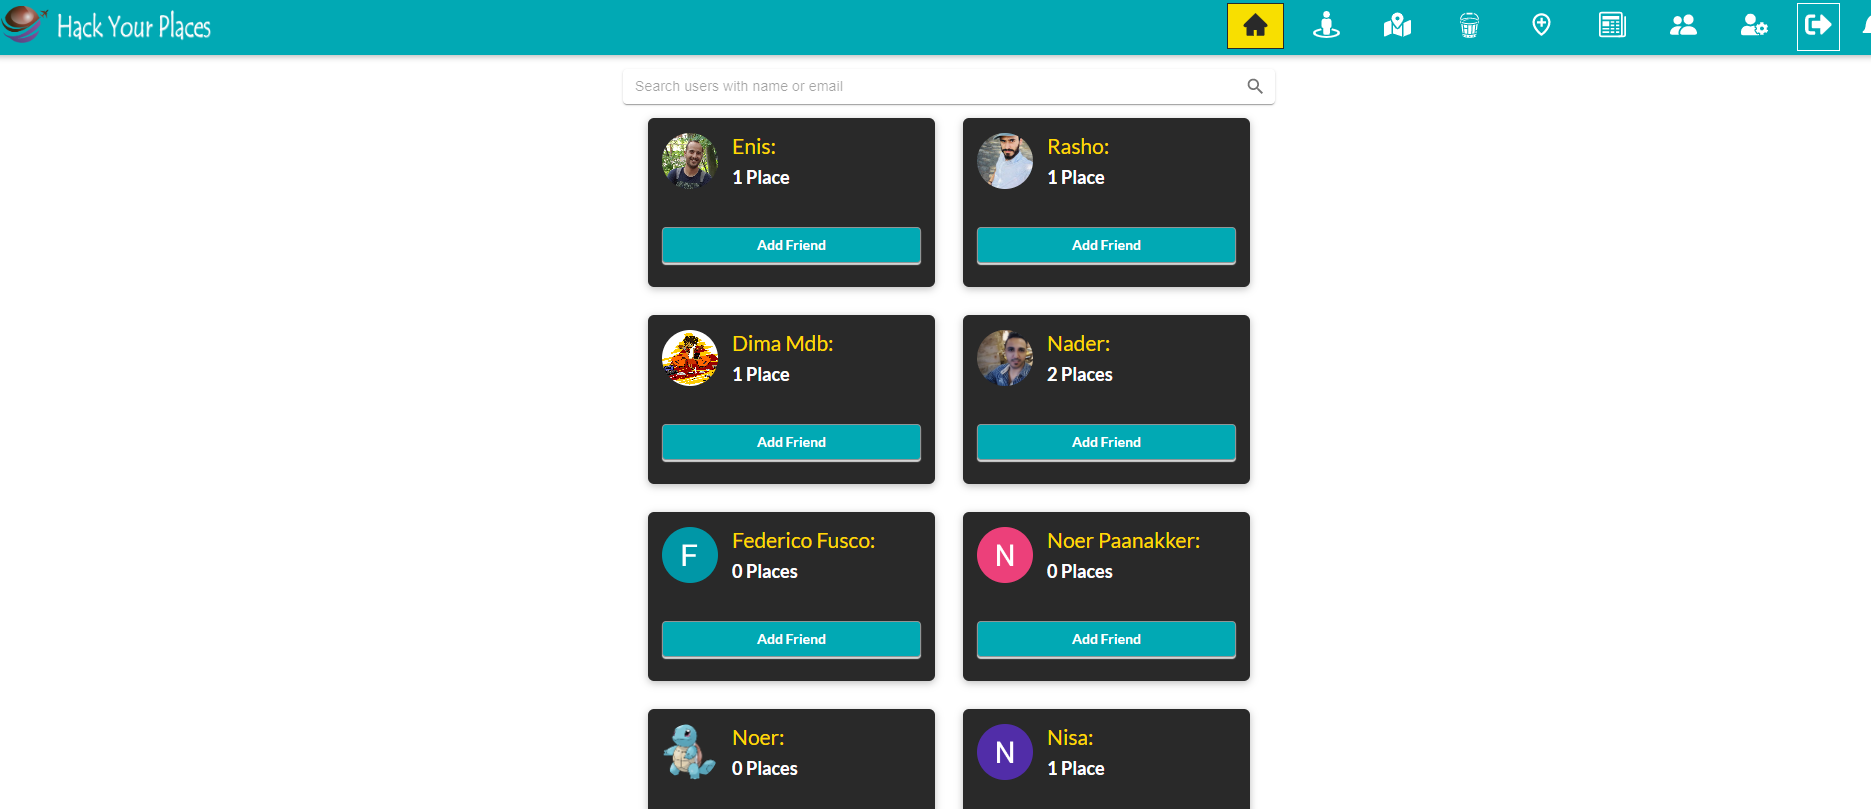 Hack Your Places
Search users with name or email
Enis:
1 Place
Add Friend
Rasho:
1 Place
Add Friend
Dima Mdb:
1 Place
Add Friend
Nader:
2 Places
Add Friend
F
Federico Fusco:
0 Places
Add Friend
N
Noer Paanakker:
0 Places
Add Friend
Noer:
0 Places
N
Nisa:
1 Place